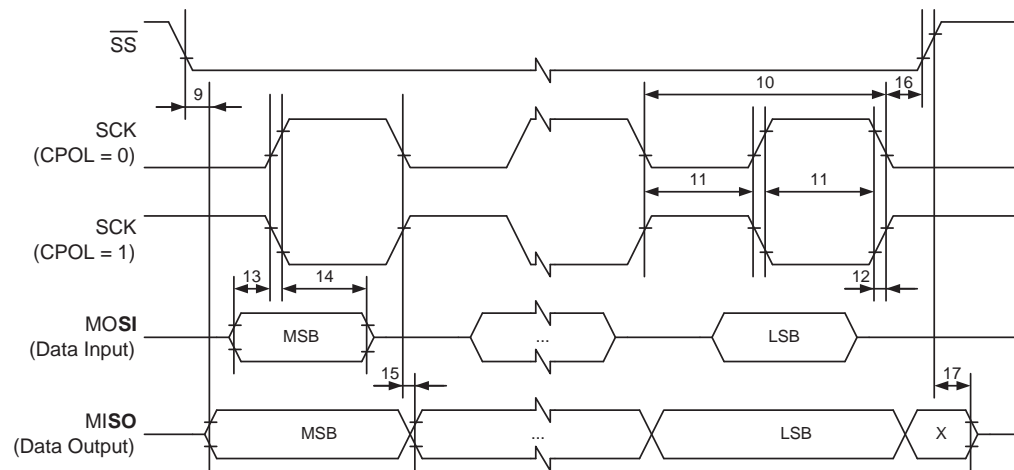 SS
9
10
16
SCK
(CPOL = 0)
11
11
SCK
(CPOL = 1)
13
14
12
MOSI
(Data Input)
MSB
...
LSB
15
17
MISO
(Data Output)
MSB
...
LSB
X